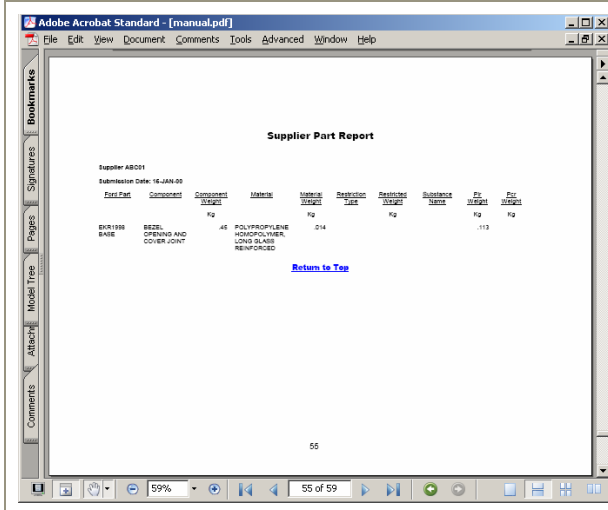 Adobe Acrobat Standard - [manual.pdf]
File Edit View Document Comments Tools Advanced Window Help
Bookmarks
Signatures
Pages
Model Tree
Attachm
Comments
Supplier Part Report
Supplier ABC01
Submission Date: 16-JAN-00
Ford Part Component Component Weight Material Material Weight Restriction Type Restricted Weight Substance Name Pir Weight Pcr Weight
Kg Kg Kg Kg Kg
EKR1998 BEZEL .45 POLYPROPYLENE .014 .113
BASE OPENING AND HOMOPOLYMER,
COVER JOINT LONG GLASS
REINFORCED
Return to Top
55
59% 55 of 59